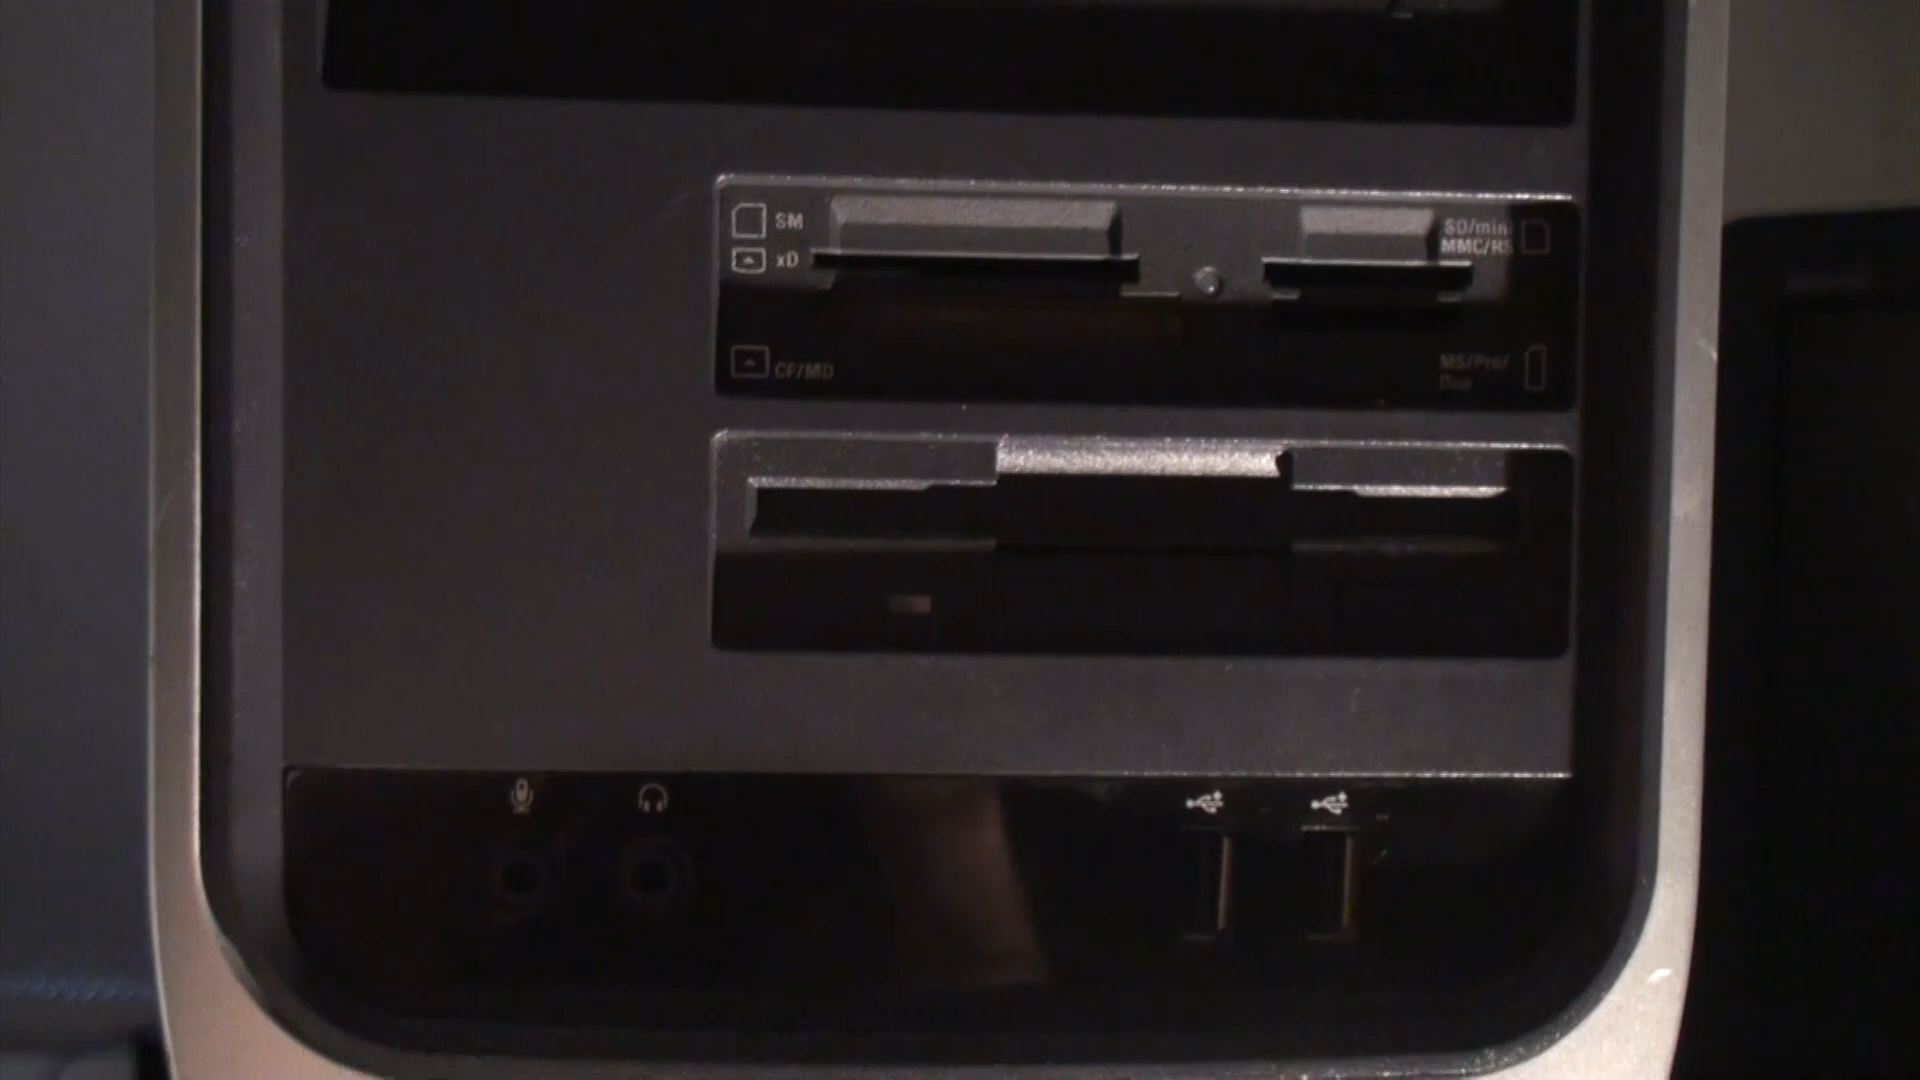 SM
xD
SD/mini
MMC/RS
CF/MD
MS/Pro/
Duo